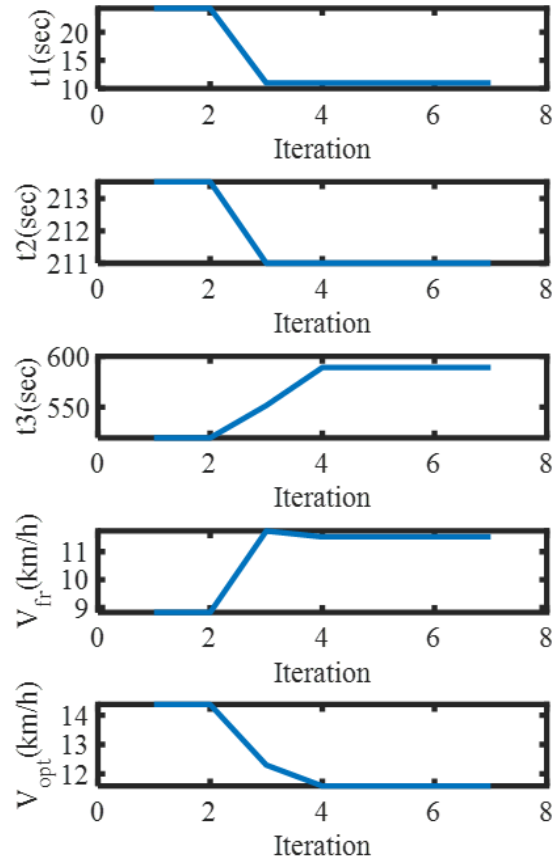 t1(sec)
20
15
10
0 2 4 6 8
Iteration
t2(sec)
213
212
211
0 2 4 6 8
Iteration
t3(sec)
600
550
0 2 4 6 8
Iteration
V_fr(km/h)
11
10
9
0 2 4 6 8
Iteration
V_opt(km/h)
14
13
12
0 2 4 6 8
Iteration